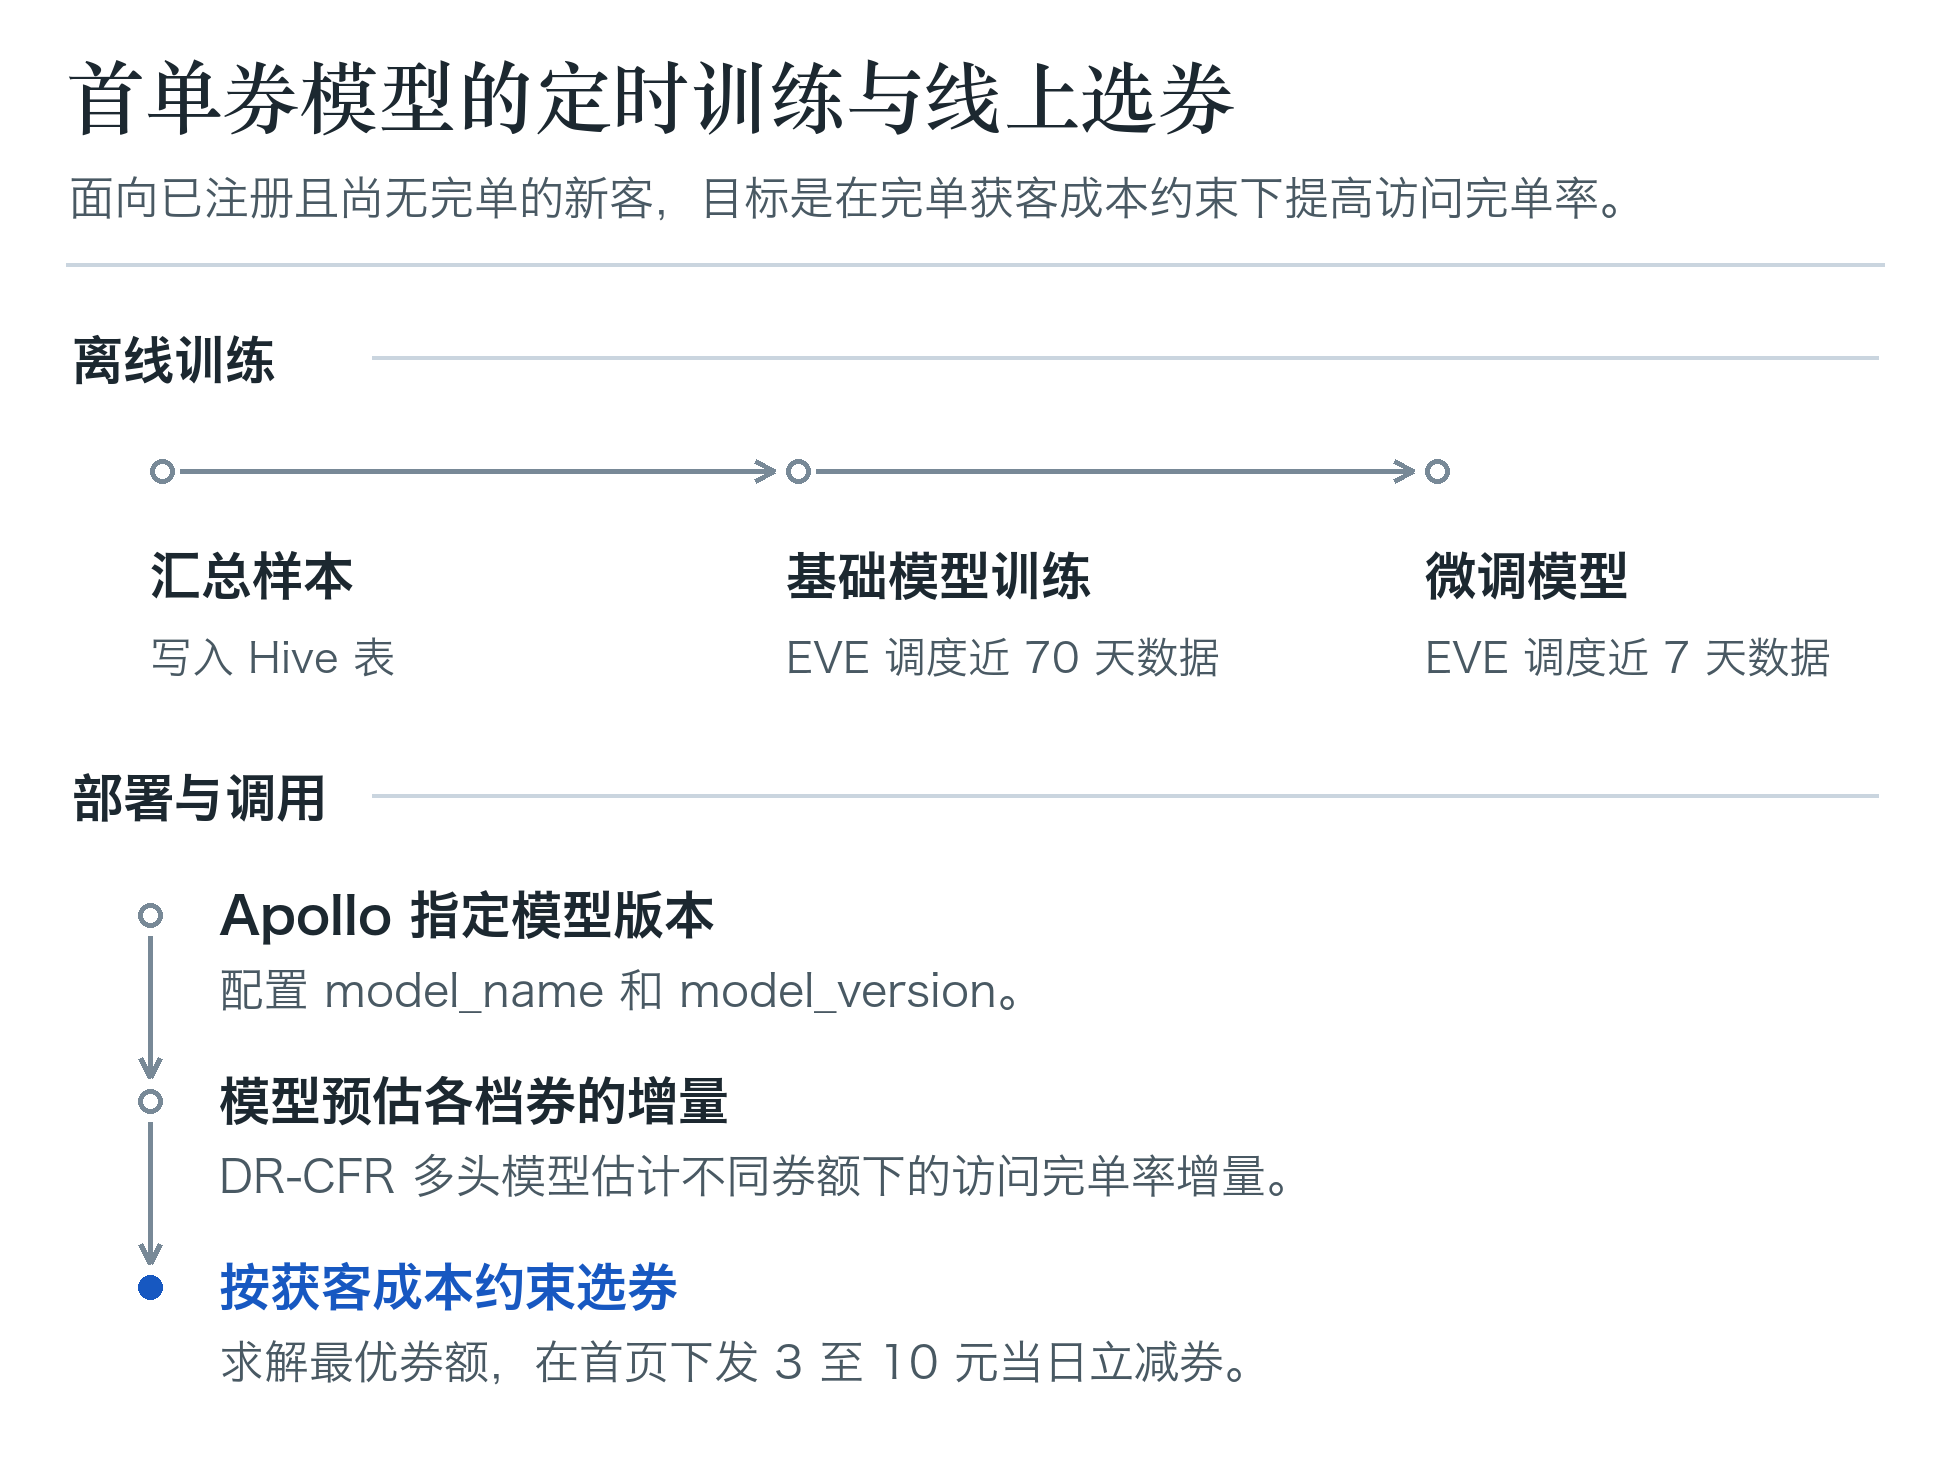 首单券模型的定时训练与线上选券
面向已注册且尚无完单的新客，目标是在完单获客成本约束下提高访问完单率。
离线训练
汇总样本
写入 Hive 表
基础模型训练
EVE 调度近 70 天数据
微调模型
EVE 调度近 7 天数据
部署与调用
Apollo 指定模型版本
配置 model_name 和 model_version。
模型预估各档券的增量
DR-CFR 多头模型估计不同券额下的访问完单率增量。
按获客成本约束选券
求解最优券额，在首页下发 3 至 10 元当日立减券。